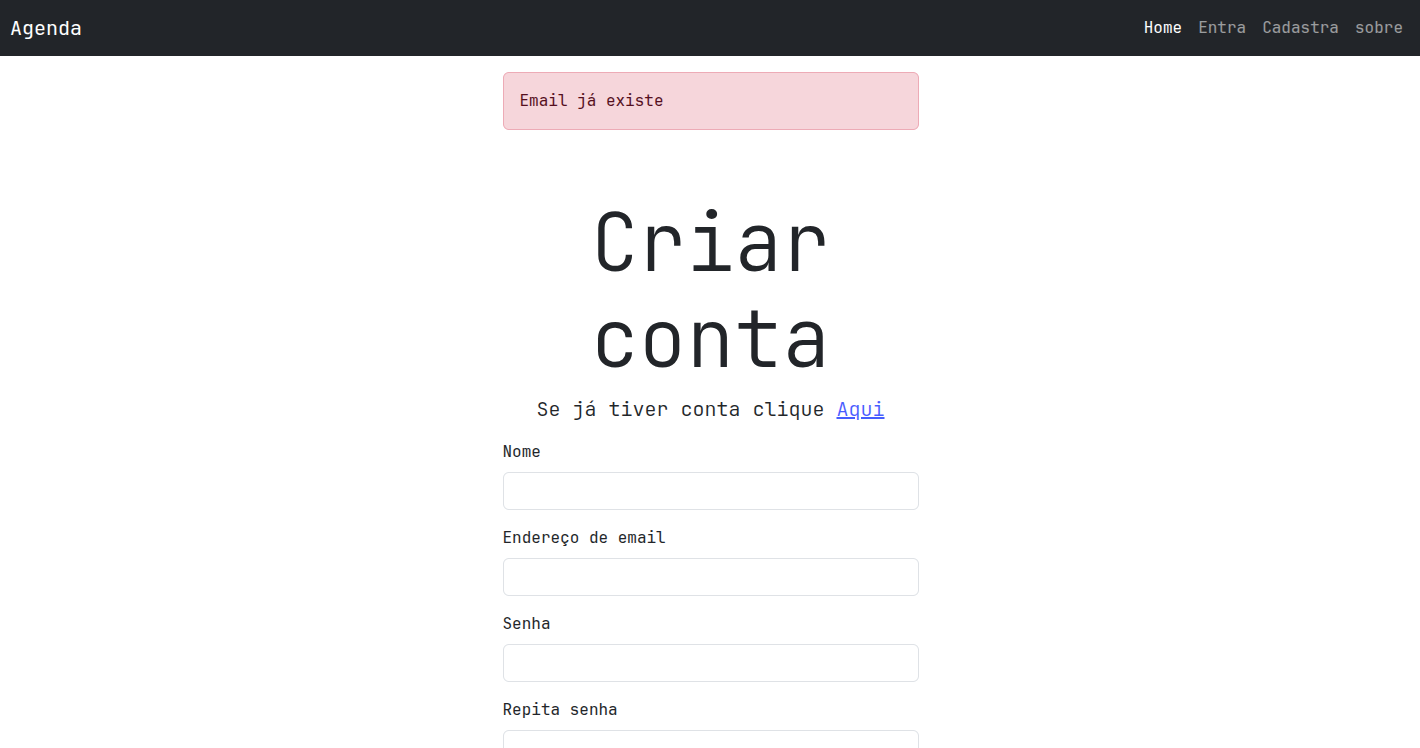 Agenda
Home Entra Cadastra sobre
Email já existe
Criar
conta
Se já tiver conta clique Aqui
Nome
Endereço de email
Senha
Repita senha